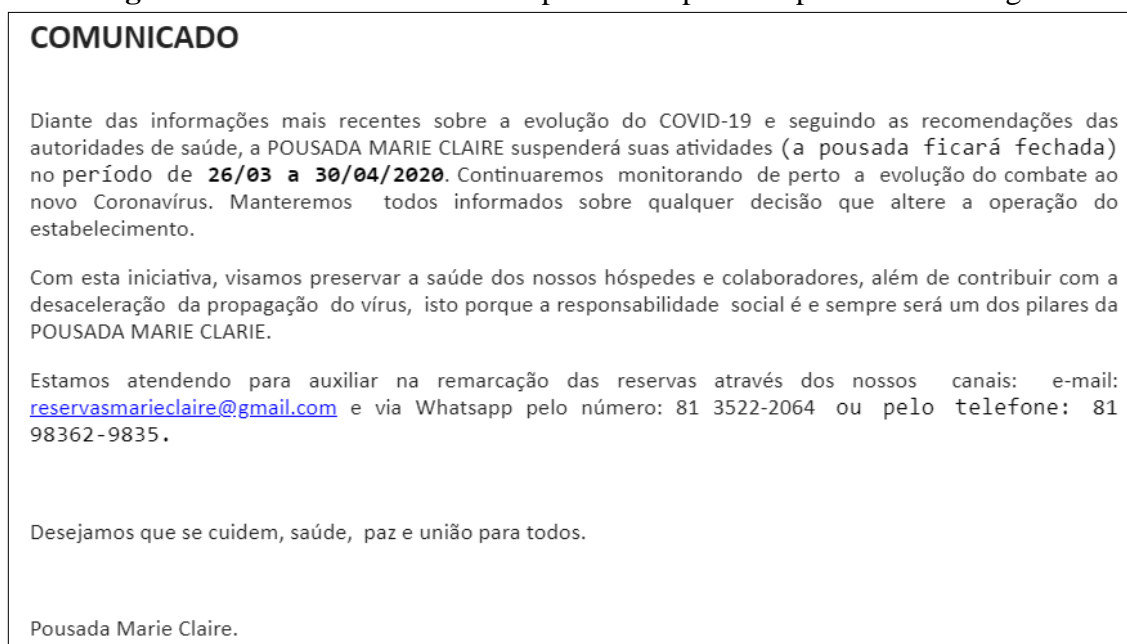 COMUNICADO
Diante das informações mais recentes sobre a evolução do COVID-19 e seguindo as recomendações das
autoridades de saúde, a POUSADA MARIE CLAIRE suspenderá suas atividades (a pousada ficará fechada)
no período de 26/03 a 30/04/2020. Continuaremos monitorando de perto a evolução do combate ao
novo Coronavírus. Manteremos todos informados sobre qualquer decisão que altere a operação do
estabelecimento.
Com esta iniciativa, visamos preservar a saúde dos nossos hóspedes e colaboradores, além de contribuir com a
desaceleração da propagação do vírus, isto porque a responsabilidade social é e sempre será um dos pilares da
POUSADA MARIE CLARIE.
Estamos atendendo para auxiliar na remarcação das reservas através dos nossos canais: e-mail:
reservasmarieclaire@gmail.com e via Whatsapp pelo número: 81 3522-2064 ou pelo telefone: 81
98362-9835.
Desejamos que se cuidem, saúde, paz e união para todos.
Pousada Marie Claire.